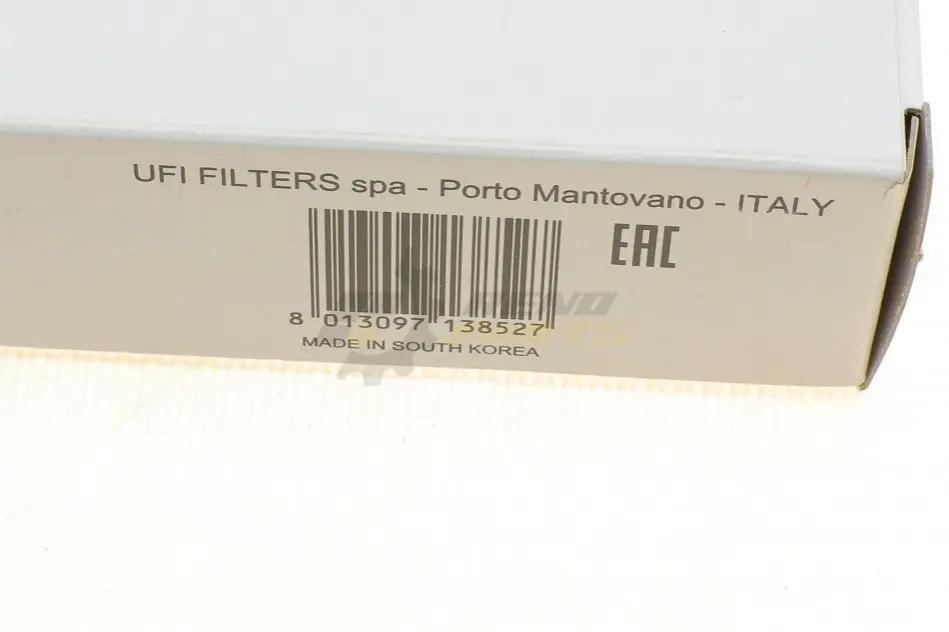 UFI FILTERS spa - Porto Mantovano - ITALY
EAC
8 013097 138527
MADE IN SOUTH KOREA